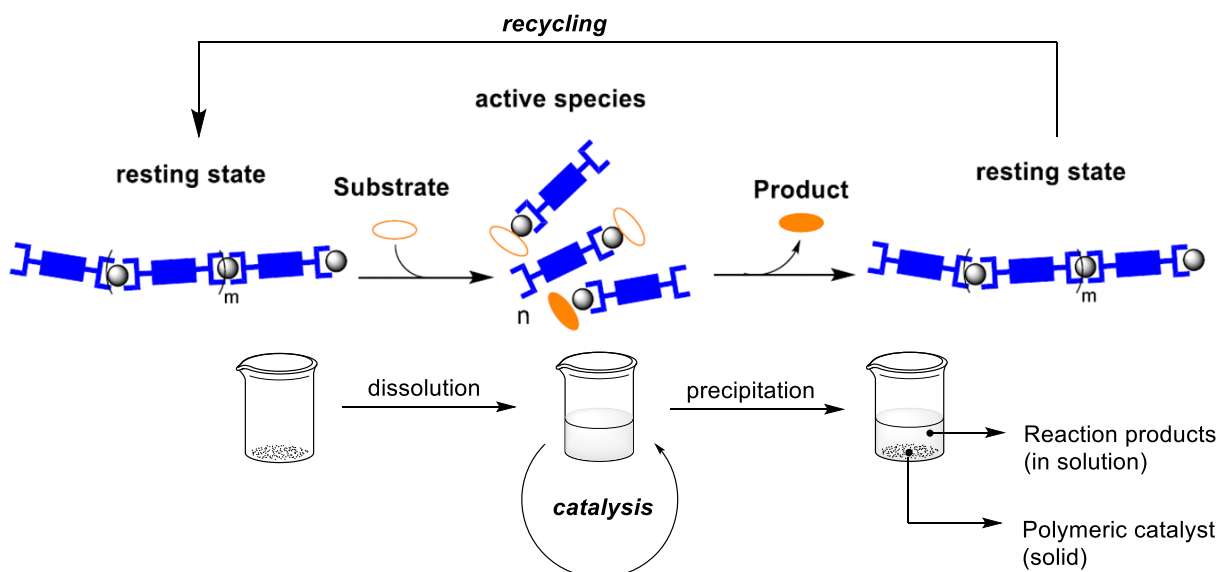 recycling
active species
resting state
Substrate
Product
resting state
m
n
m
dissolution
precipitation
catalysis
Reaction products
(in solution)
Polymeric catalyst
(solid)